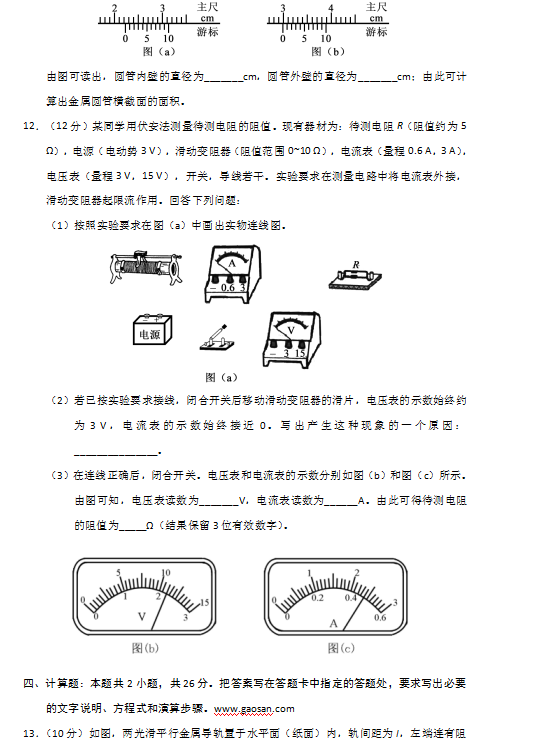 2 3 主尺
cm
0 5 10 游标
图（a）
3 4 主尺
cm
0 5 10 游标
图（b）
由图可读出，圆管内壁的直径为_______cm，圆管外壁的直径为_______cm；由此可计
算出金属圆管横截面的面积。
12．（12分）某同学用伏安法测量待测电阻的阻值。现有器材为：待测电阻 R（阻值约为 5
Ω），电源（电动势 3 V），滑动变阻器（阻值范围 0~10 Ω），电流表（量程 0.6 A，3 A），
电压表（量程 3 V，15 V），开关，导线若干。实验要求在测量电路中将电流表外接，
滑动变阻器起限流作用。回答下列问题：
（1）按照实验要求在图（a）中画出实物连线图。
A
− 0.6 3
R
电源
V
− 3 15
图（a）
（2）若已按实验要求接线，闭合开关后移动滑动变阻器的滑片，电压表的示数始终约
为 3 V，电流表的示数始终接近 0。写出产生这种现象的一个原因：
_______________。
（3）在连线正确后，闭合开关。电压表和电流表的示数分别如图（b）和图（c）所示。
由图可知，电压表读数为_______V，电流表读数为______A。由此可得待测电阻
的阻值为_____Ω（结果保留 3 位有效数字）。
0 5 10 15
0 1 2 3
V
图(b)
0 1 2 3
0 0.2 0.4 0.6
A
图(c)
四、计算题：本题共 2 小题，共 26 分。把答案写在答题卡中指定的答题处，要求写出必要
的文字说明、方程式和演算步骤。www.gaosan.com
13．（10分）如图，两光滑平行金属导轨置于水平面（纸面）内，轨间距为 l，左端连有阻